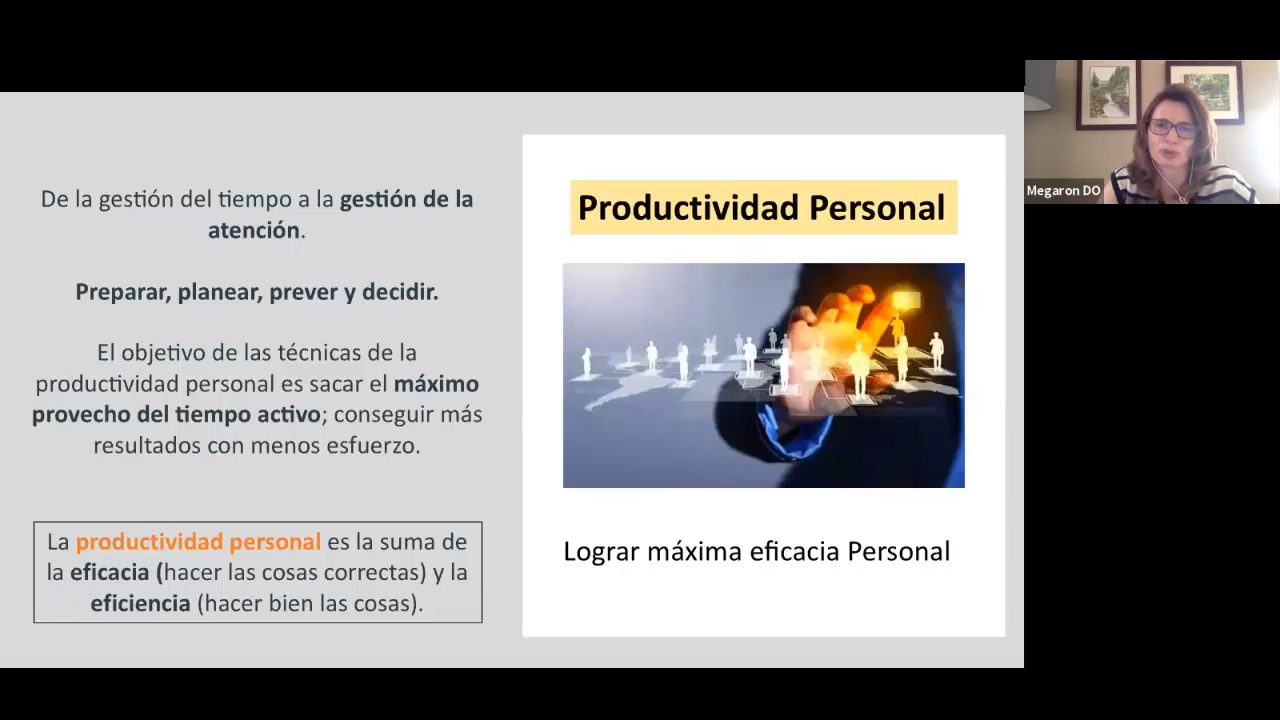 De la gestión del tiempo a la gestión de la
atención.
Preparar, planear, prever y decidir.
El objetivo de las técnicas de la
productividad personal es sacar el máximo
provecho del tiempo activo; conseguir más
resultados con menos esfuerzo.
La productividad personal es la suma de
la eficacia (hacer las cosas correctas) y la
eficiencia (hacer bien las cosas).
Productividad Personal
Lograr máxima eficacia Personal
Megaron DO